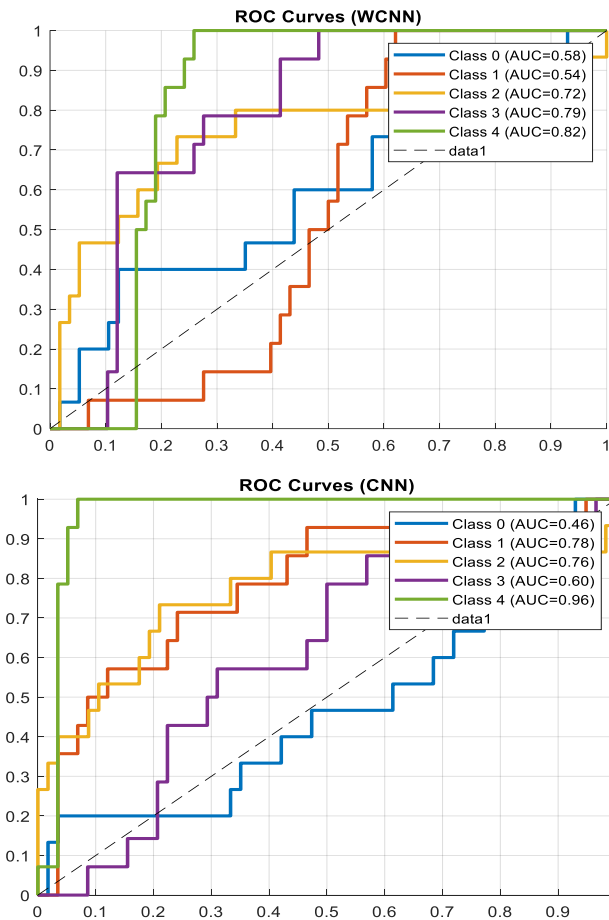 ROC Curves (WCNN)
1
0.9
0.8
0.7
0.6
0.5
0.4
0.3
0.2
0.1
0
Class 0 (AUC=0.58)
Class 1 (AUC=0.54)
Class 2 (AUC=0.72)
Class 3 (AUC=0.79)
Class 4 (AUC=0.82)
data1
0 0.1 0.2 0.3 0.4 0.5 0.6 0.7 0.8 0.9 1
ROC Curves (CNN)
1
0.9
0.8
0.7
0.6
0.5
0.4
0.3
0.2
0.1
0
Class 0 (AUC=0.46)
Class 1 (AUC=0.78)
Class 2 (AUC=0.76)
Class 3 (AUC=0.60)
Class 4 (AUC=0.96)
data1
0.1 0.2 0.3 0.4 0.5 0.6 0.7 0.8 0.9